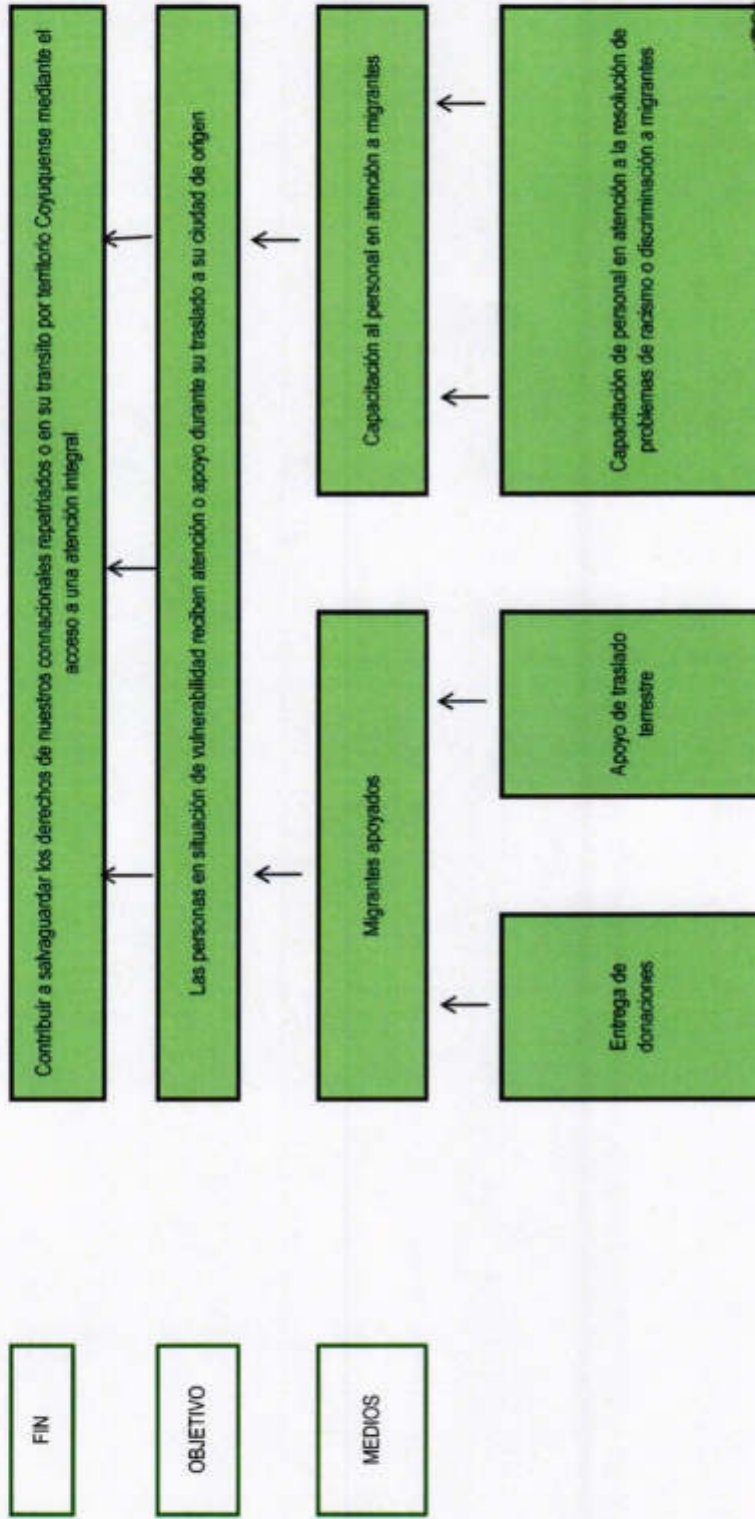 FIN
Contribuir a salvaguardar los derechos de nuestros connacionales repatriados o en su transito por territorio Coyuquense mediante el
acceso a una atención integral
OBJETIVO
Las personas en situación de vulnerabilidad reciben atención o apoyo durante su traslado a su ciudad de origen
MEDIOS
Migrantes apoyados
Capacitación al personal en atención a migrantes
Entrega de
donaciones
Apoyo de traslado
terrestre
Capacitación de personal en atención a la resolución de
problemas de racismo o discriminación a migrantes